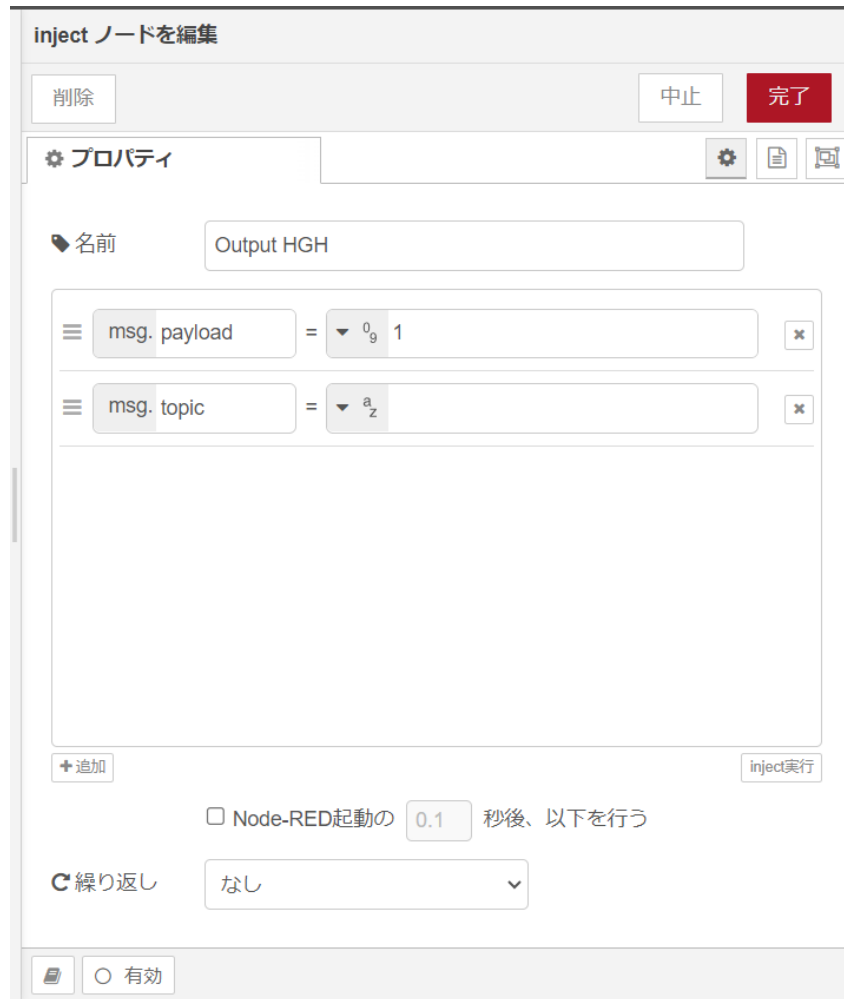 inject ノードを編集
削除 中止 完了
プロパティ
名前 Output HGH
msg. payload = 0 9 1
msg. topic = a z
追加 inject実行
Node-RED起動の 0.1 秒後、以下を行う
繰り返し なし
有効